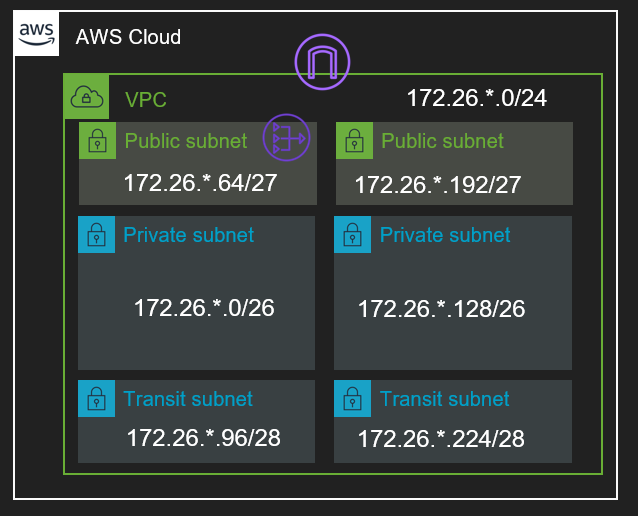 aws
AWS Cloud
VPC
172.26.*.0/24
Public subnet
172.26.*.64/27
Public subnet
172.26.*.192/27
Private subnet
172.26.*.0/26
Private subnet
172.26.*.128/26
Transit subnet
172.26.*.96/28
Transit subnet
172.26.*.224/28